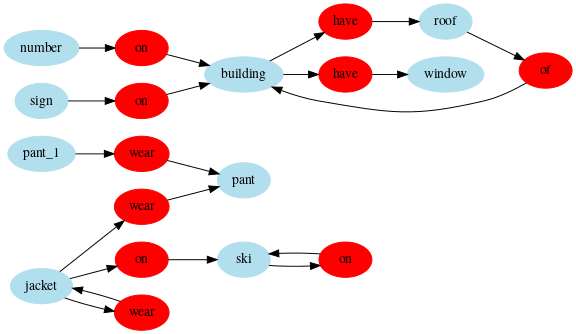 number on building have roof of
sign on have window
pant_1 wear pant
wear
jacket on ski on
wear